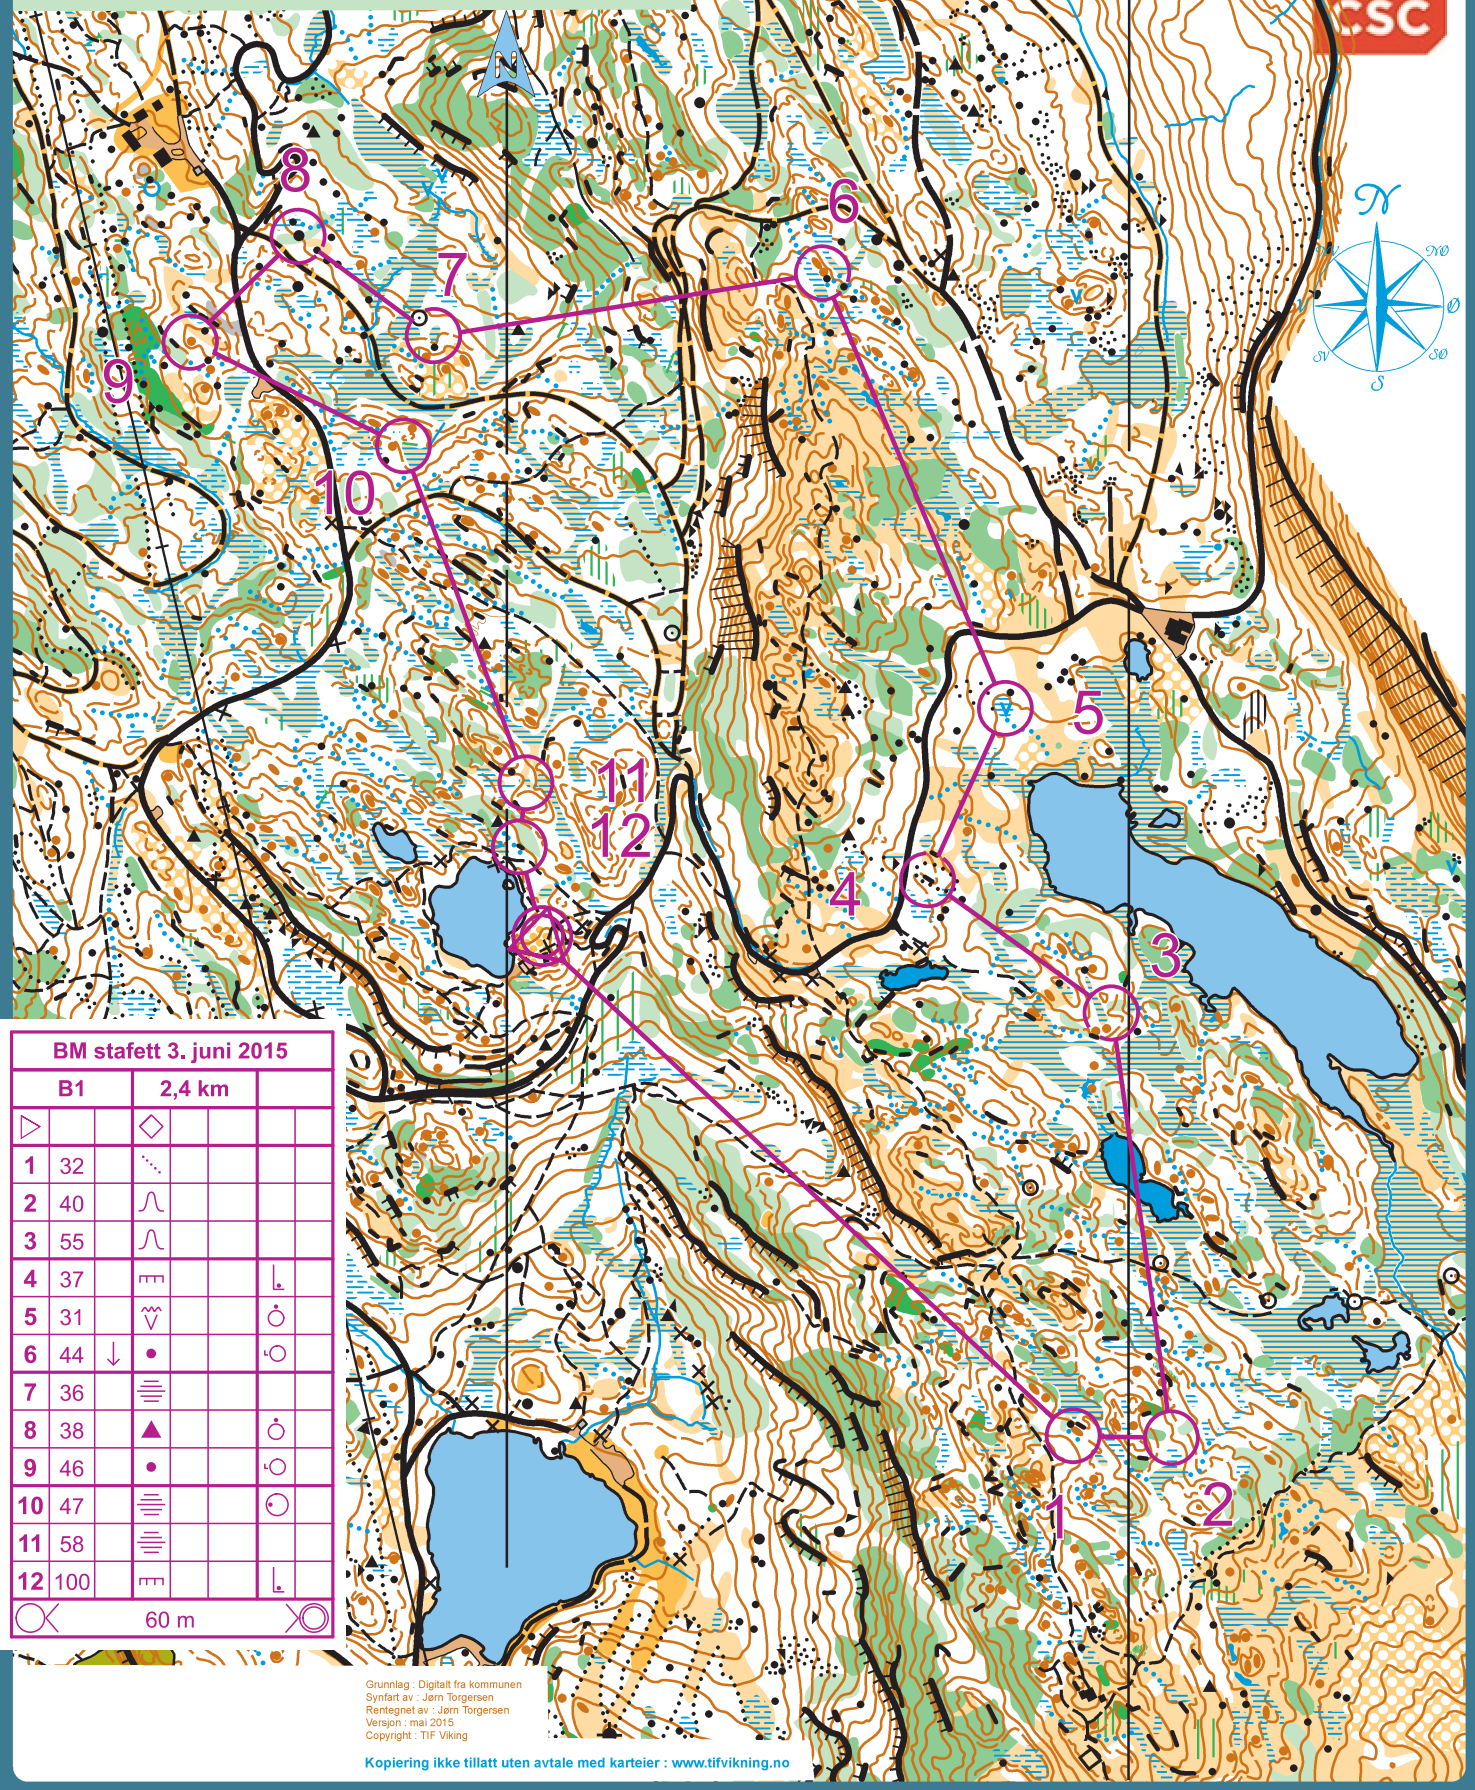 CSC
N
N
NV
NØ
V
Ø
SV
SØ
S
8
6
7
9
10
5
11
12
4
3
1
2
BM stafett 3. juni 2015
B1 2,4 km
1 32
2 40
3 55
4 37
5 31
6 44
7 36
8 38
9 46
10 47
11 58
12 100
60 m
Grunnlag : Digitalt fra kommunen
Synfart av : Jørn Torgersen
Rentegnet av : Jørn Torgersen
Versjon : mai 2015
Copyright : TIF Viking
Kopiering ikke tillatt uten avtale med karteier : www.tifvikning.no